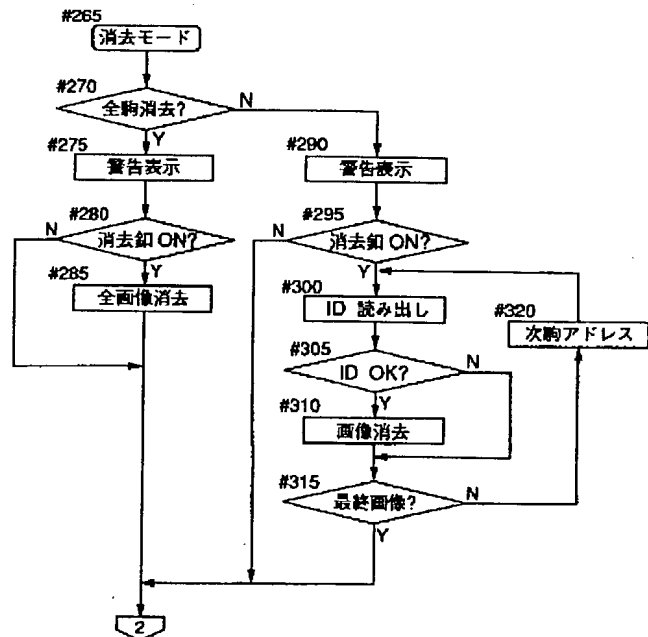 #265
消去モード
#270
全駒消去?
N
Y
#275
警告表示
#280
N
消去釦 ON?
Y
#285
全画像消去
#290
警告表示
#295
N
消去釦 ON?
Y
#300
ID 読み出し
#305
ID OK?
N
Y
#310
画像消去
#315
最終画像?
N
Y
#320
次駒アドレス
2